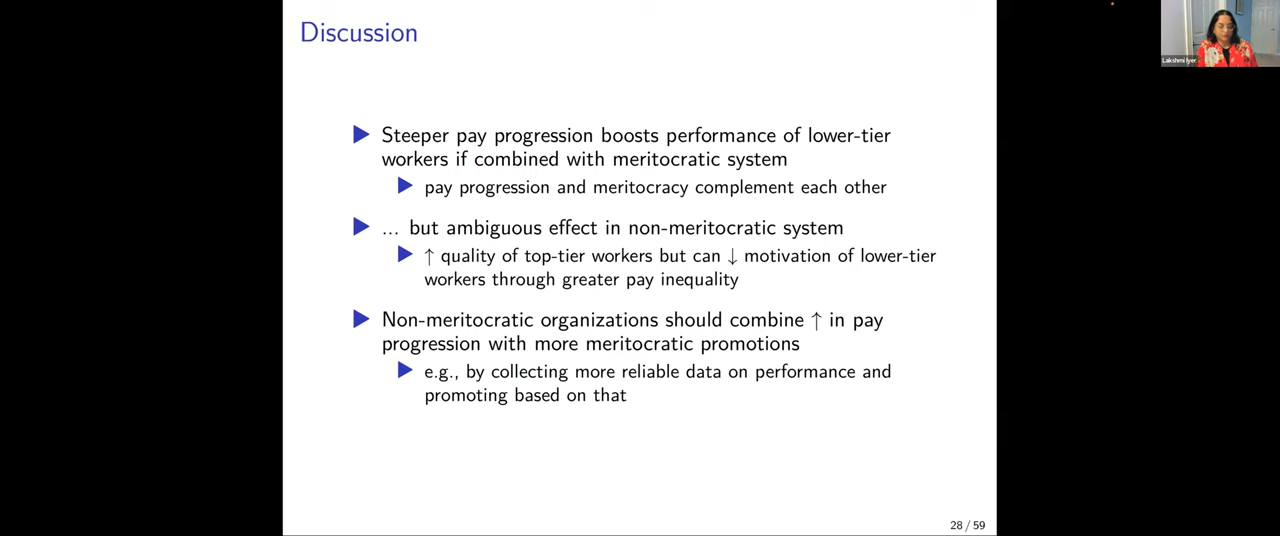 Discussion
Lakshmi Iyer
▶ Steeper pay progression boosts performance of lower-tier
workers if combined with meritocratic system
▶ pay progression and meritocracy complement each other
▶ ... but ambiguous effect in non-meritocratic system
▶ ↑ quality of top-tier workers but can ↓ motivation of lower-tier
workers through greater pay inequality
▶ Non-meritocratic organizations should combine ↑ in pay
progression with more meritocratic promotions
▶ e.g., by collecting more reliable data on performance and
promoting based on that
28 / 59